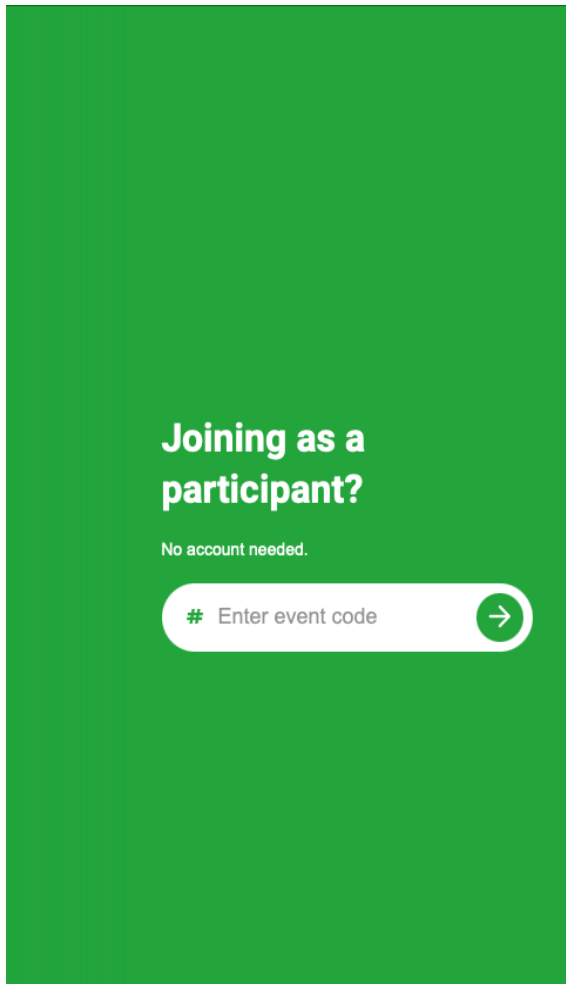 Joining as a
participant?
No account needed.
# Enter event code